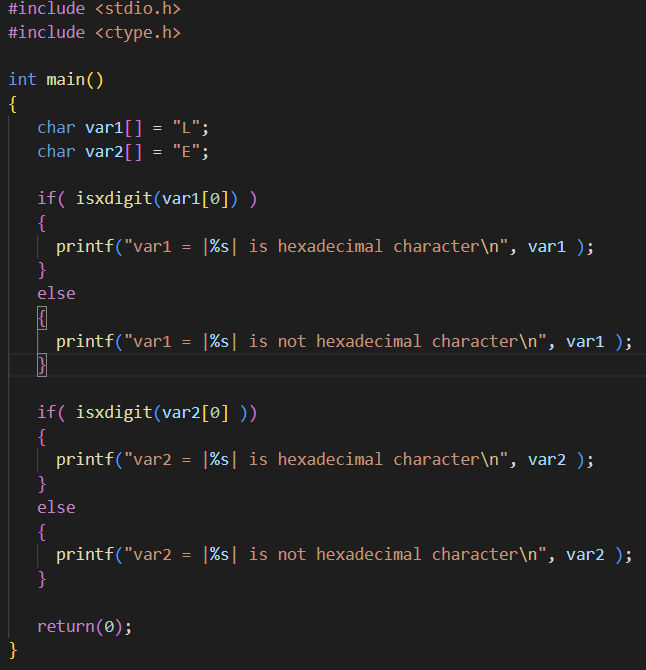 #include <stdio.h>
#include <ctype.h>

int main()
{
   char var1[] = "L";
   char var2[] = "E";

   if( isxdigit(var1[0]) )
   {
     printf("var1 = |%s| is hexadecimal character\n", var1 );
   }
   else
   {
     printf("var1 = |%s| is not hexadecimal character\n", var1 );
   }

   if( isxdigit(var2[0] ))
   {
     printf("var2 = |%s| is hexadecimal character\n", var2 );
   }
   else
   {
     printf("var2 = |%s| is not hexadecimal character\n", var2 );
   }

   return(0);
}